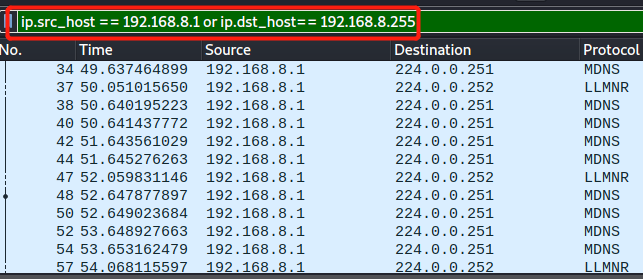 ip.src_host == 192.168.8.1 or ip.dst_host== 192.168.8.255
No. Time Source Destination Protocol
34 49.637464899 192.168.8.1 224.0.0.251 MDNS
37 50.051015650 192.168.8.1 224.0.0.252 LLMNR
38 50.640195223 192.168.8.1 224.0.0.251 MDNS
40 50.641437772 192.168.8.1 224.0.0.251 MDNS
42 51.643561029 192.168.8.1 224.0.0.251 MDNS
44 51.645276263 192.168.8.1 224.0.0.251 MDNS
47 52.059831146 192.168.8.1 224.0.0.252 LLMNR
48 52.647877897 192.168.8.1 224.0.0.251 MDNS
50 52.649023684 192.168.8.1 224.0.0.251 MDNS
52 53.648927663 192.168.8.1 224.0.0.251 MDNS
54 53.653162479 192.168.8.1 224.0.0.251 MDNS
57 54.068115597 192.168.8.1 224.0.0.252 LLMNR